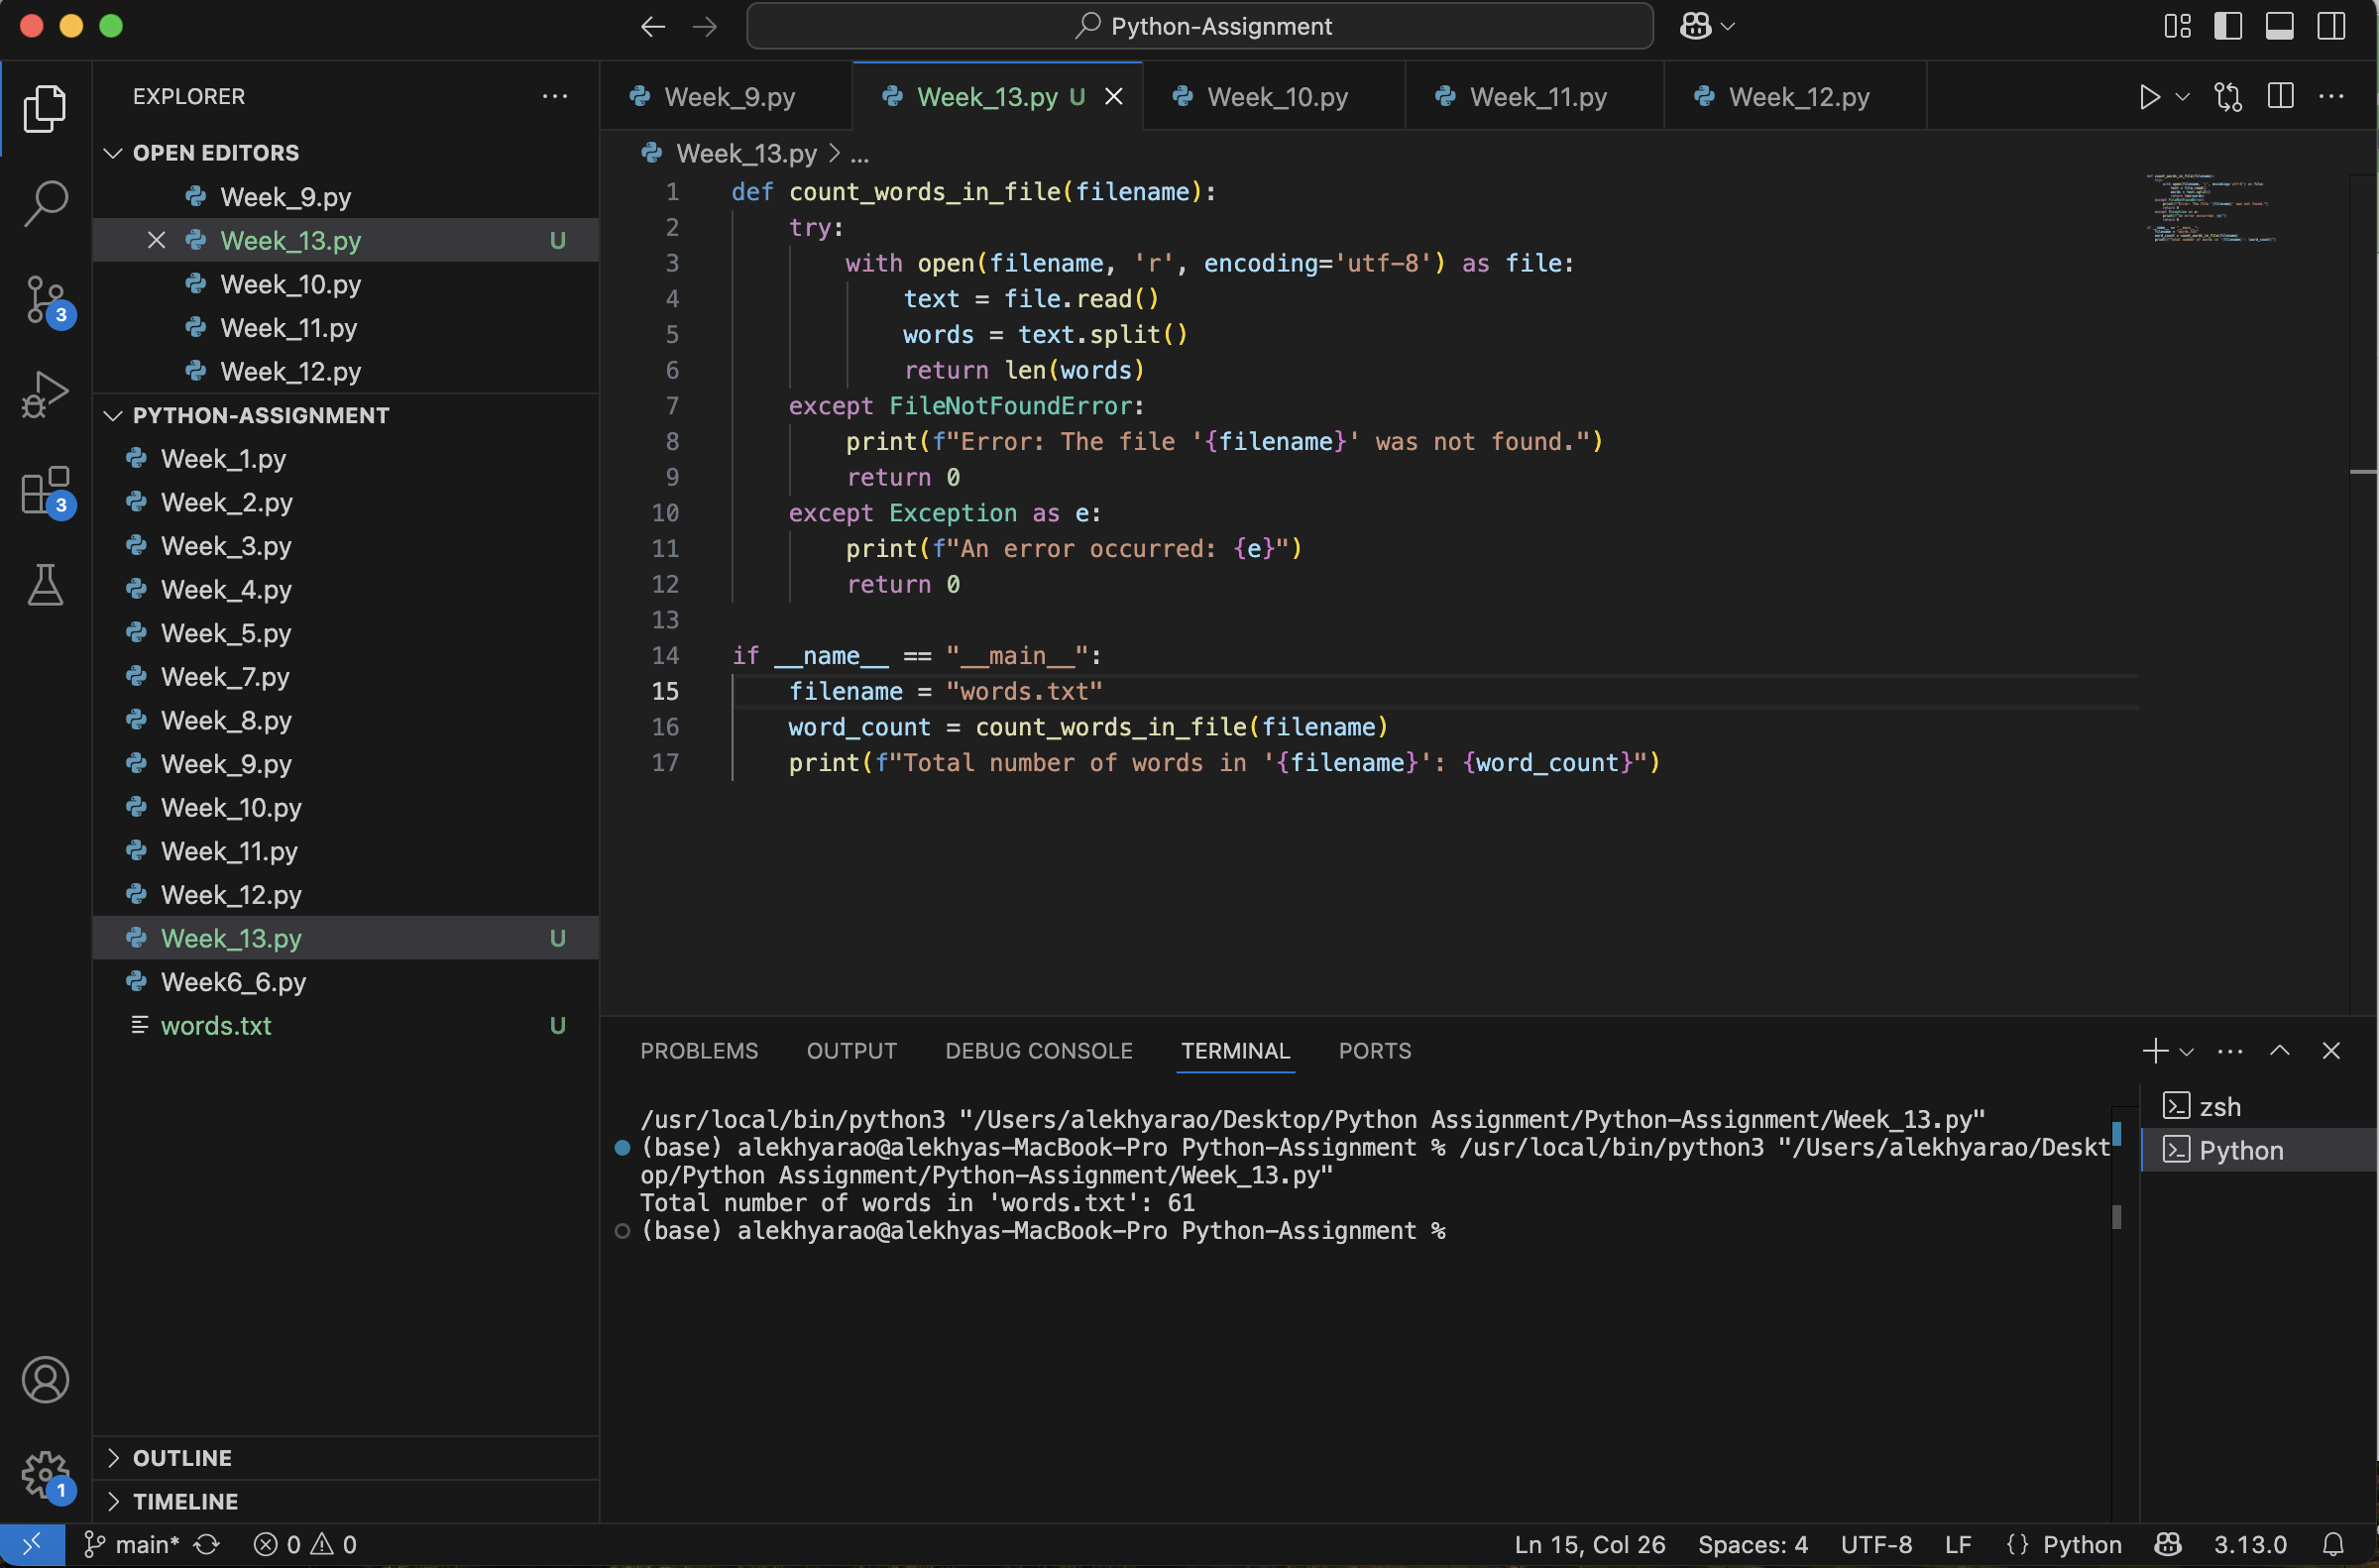 Python-Assignment
EXPLORER
OPEN EDITORS
Week_9.py
Week_13.py U
Week_10.py
Week_11.py
Week_12.py
PYTHON-ASSIGNMENT
Week_1.py
Week_2.py
Week_3.py
Week_4.py
Week_5.py
Week_7.py
Week_8.py
Week_9.py
Week_10.py
Week_11.py
Week_12.py
Week_13.py U
Week6_6.py
words.txt U
OUTLINE
TIMELINE
3
3
1
Week_9.py Week_13.py U Week_10.py Week_11.py Week_12.py
Week_13.py > ...
1 def count_words_in_file(filename):
2     try:
3         with open(filename, 'r', encoding='utf-8') as file:
4             text = file.read()
5             words = text.split()
6             return len(words)
7     except FileNotFoundError:
8         print(f"Error: The file '{filename}' was not found.")
9         return 0
10     except Exception as e:
11         print(f"An error occurred: {e}")
12         return 0
13
14 if __name__ == "__main__":
15     filename = "words.txt"
16     word_count = count_words_in_file(filename)
17     print(f"Total number of words in '{filename}': {word_count}")
PROBLEMS OUTPUT DEBUG CONSOLE TERMINAL PORTS
/usr/local/bin/python3 "/Users/alekhyarao/Desktop/Python Assignment/Python-Assignment/Week_13.py"
(base) alekhyarao@alekhyas-MacBook-Pro Python-Assignment % /usr/local/bin/python3 "/Users/alekhyarao/Deskt
op/Python Assignment/Python-Assignment/Week_13.py"
Total number of words in 'words.txt': 61
(base) alekhyarao@alekhyas-MacBook-Pro Python-Assignment %
zsh
Python
main* 0 0 Ln 15, Col 26 Spaces: 4 UTF-8 LF {} Python 3.13.0